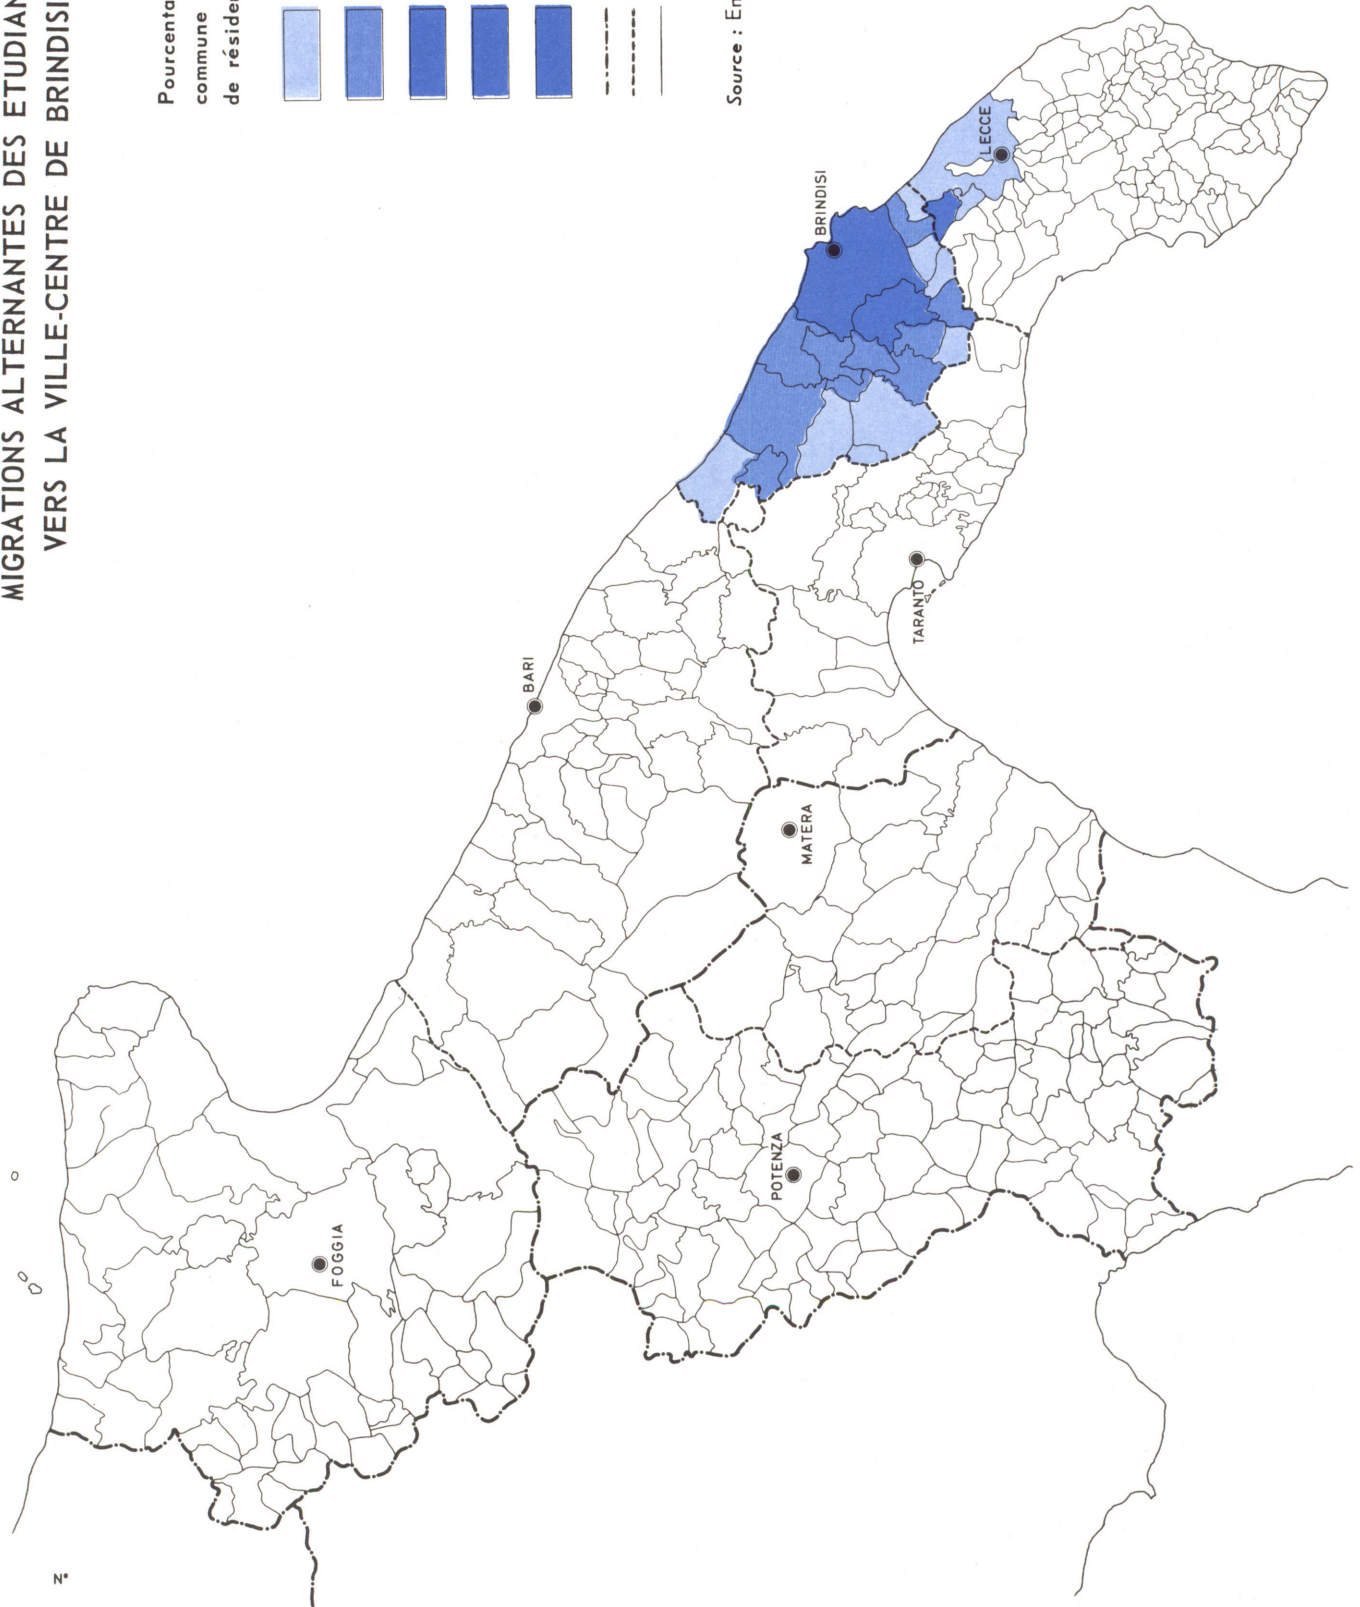 MIGRATIONS ALTERNANTES DES ETUDIAN
VERS LA VILLE-CENTRE DE BRINDISI
Pourcenta
commune
de résider
Source : En
BRINDISI
LECCE
BARI
TARANTO
MATERA
POTENZA
FOGGIA
N°